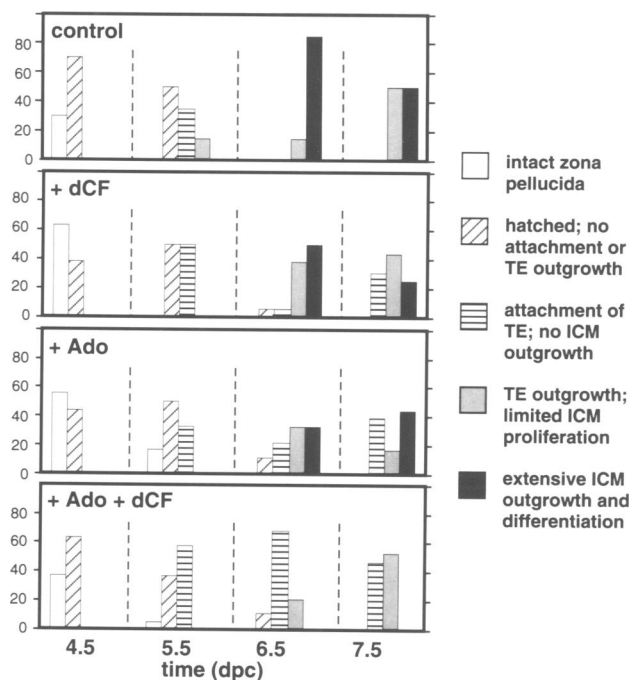 control
80
60
40
20
0
+ dCF
80
60
40
20
0
+ Ado
80
60
40
20
0
+ Ado + dCF
80
60
40
20
0
4.5 5.5 6.5 7.5
time (dpc)
intact zona
pellucida
hatched; no
attachment or
TE outgrowth
attachment of
TE; no ICM
outgrowth
TE outgrowth;
limited ICM
proliferation
extensive ICM
outgrowth and
differentiation